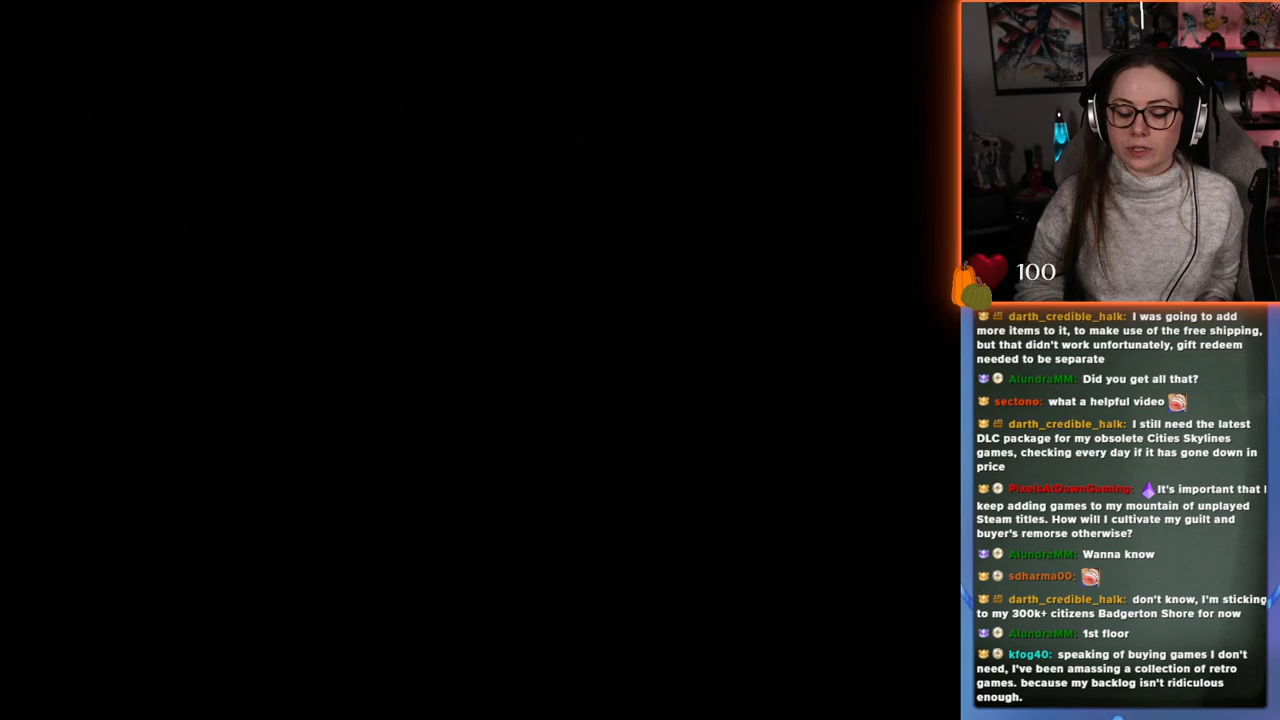 100
darth_credible_halk: I was going to add
more items to it, to make use of the free shipping,
but that didn't work unfortunately, gift redeem
needed to be separate
AlundraMM: Did you get all that?
sectono: what a helpful video
darth_credible_halk: I still need the latest
DLC package for my obsolete Cities Skylines
games, checking every day if it has gone down in
price
PixelsAtDawnGaming: It's important that I
keep adding games to my mountain of unplayed
Steam titles. How will I cultivate my guilt and
buyer's remorse otherwise?
AlundraMM: Wanna know
sdharma00:
darth_credible_halk: don't know, I'm sticking
to my 300k+ citizens Badgerton Shore for now
AlundraMM: 1st floor
kfog40: speaking of buying games I don't
need, I've been amassing a collection of retro
games. because my backlog isn't ridiculous
enough.